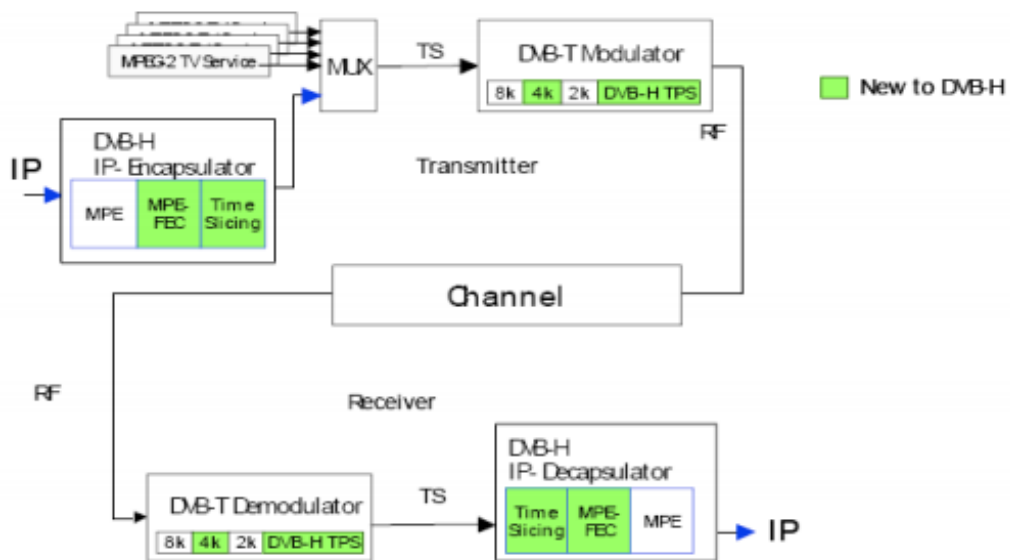 MPEG-2 TV Service
MUX
TS
DVB-T Modulator
8k 4k 2k DVB-H TPS
New to DVB-H
RF
DVB-H
IP- Encapsulator
IP
MPE
MPE-
FEC
Time
Slicing
Transmitter
Channel
RF
Receiver
DVB-T Demodulator
8k 4k 2k DVB-H TPS
TS
DVB-H
IP- Decapsulator
Time
Slicing
MPE-
FEC
MPE
IP